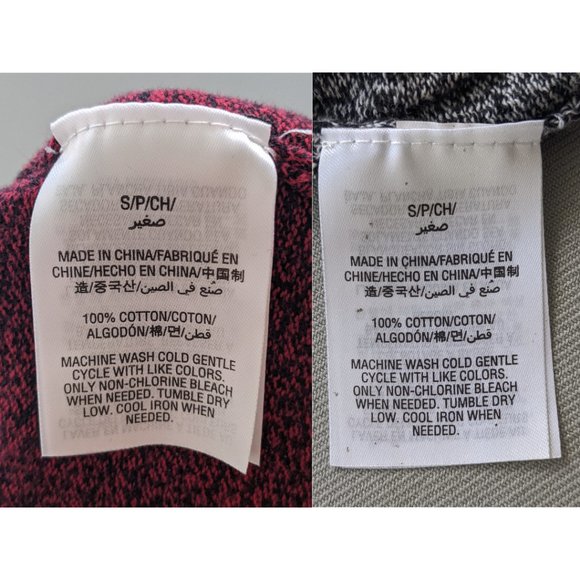 S/P/CH/
صغير
MADE IN CHINA/FABRIQUÉ EN
CHINE/HECHO EN CHINA/中国制
造/중국산/صُنع في الصين/
100% COTTON/COTON/
ALGODÓN/棉/면/قطن/
MACHINE WASH COLD GENTLE
CYCLE WITH LIKE COLORS.
ONLY NON-CHLORINE BLEACH
WHEN NEEDED. TUMBLE DRY
LOW. COOL IRON WHEN
NEEDED.
S/P/CH/
صغير
MADE IN CHINA/FABRIQUÉ EN
CHINE/HECHO EN CHINA/中国制
造/중국산/صُنع في الصين/
100% COTTON/COTON/
ALGODÓN/棉/면/قطن/
MACHINE WASH COLD GENTLE
CYCLE WITH LIKE COLORS.
ONLY NON-CHLORINE BLEACH
WHEN NEEDED. TUMBLE DRY
LOW. COOL IRON WHEN
NEEDED.